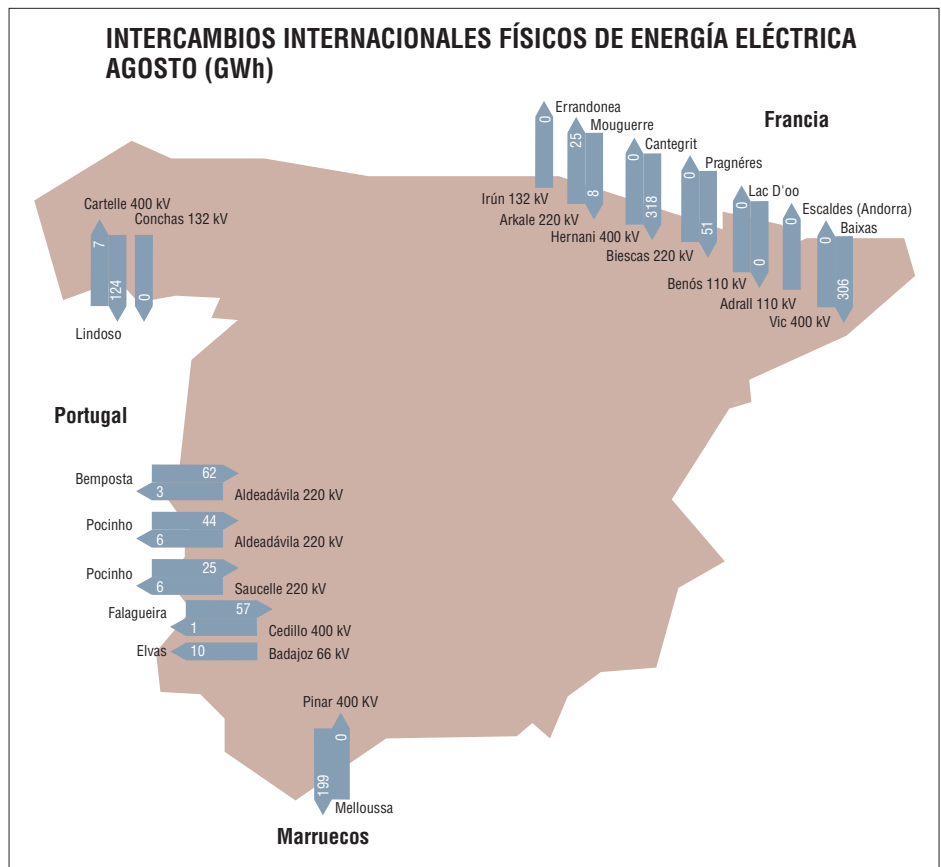 INTERCAMBIOS INTERNACIONALES FÍSICOS DE ENERGÍA ELÉCTRICA
AGOSTO (GWh)
Francia
Errandonea
0
Irún 132 kV
Mouguerre
25
8
Arkale 220 kV
Cantegrit
0
318
Hernani 400 kV
Pragnéres
0
51
Biescas 220 kV
Lac D'oo
0
0
Benós 110 kV
Escaldes (Andorra)
0
Adrall 110 kV
Baixas
0
306
Vic 400 kV
Cartelle 400 kV
Conchas 132 kV
7
124
0
Lindoso
Portugal
Bemposta
62
3
Aldeadávila 220 kV
Pocinho
44
6
Aldeadávila 220 kV
Pocinho
25
6
Saucelle 220 kV
Falagueira
57
1
Cedillo 400 kV
Elvas
10
Badajoz 66 kV
Pinar 400 KV
0
199
Melloussa
Marruecos